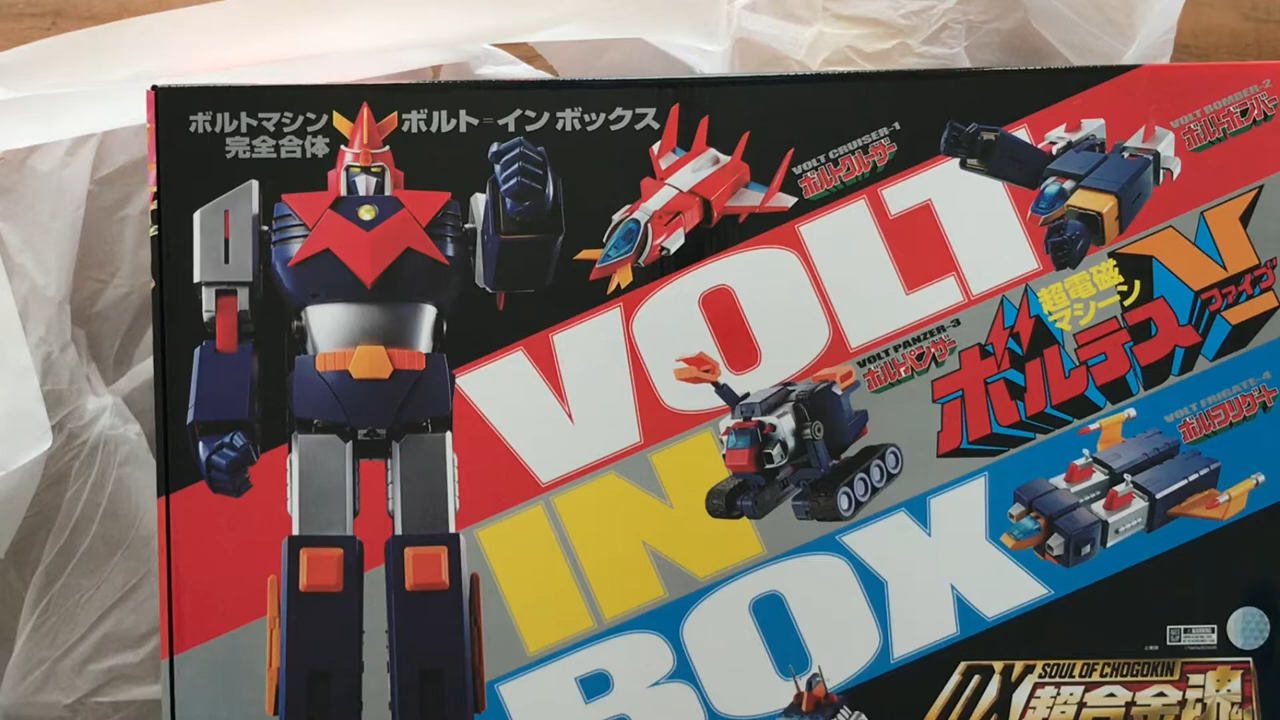 ボルトマシン
完全合体
ボルト=イン ボックス
VOLT CRUISER-1
ボルトクルーザー
VOLT BOMBER-2
ボルトボンバー
VOLT
IN
BOX
超電磁
マシーン
ボルテスV
ファイブ
VOLT PANZER-3
ボルトパンザー
VOLT FRIGATE-4
ボルトフリゲート
WARNING
DX
SOUL OF CHOGOKIN
超合金魂